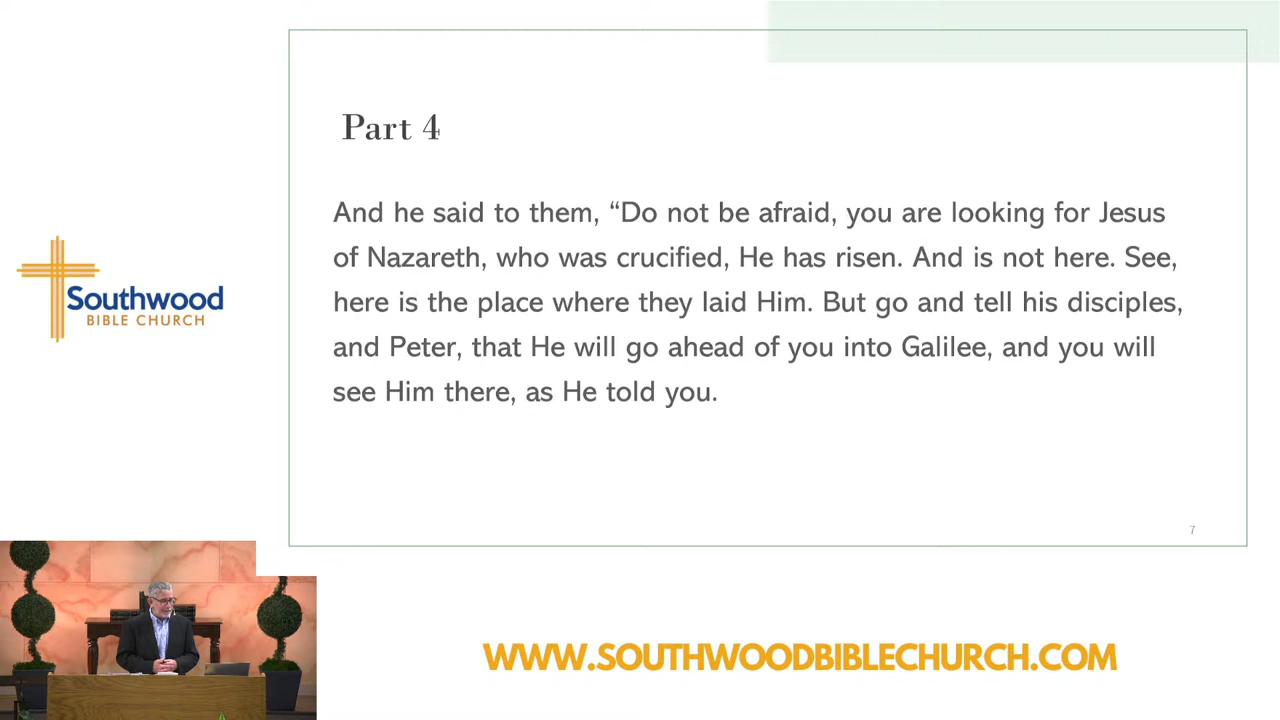 Part 4
And he said to them, “Do not be afraid, you are looking for Jesus
of Nazareth, who was crucified, He has risen. And is not here. See,
here is the place where they laid Him. But go and tell his disciples,
and Peter, that He will go ahead of you into Galilee, and you will
see Him there, as He told you.
7
Southwood
BIBLE CHURCH
WWW.SOUTHWOODBIBLECHURCH.COM